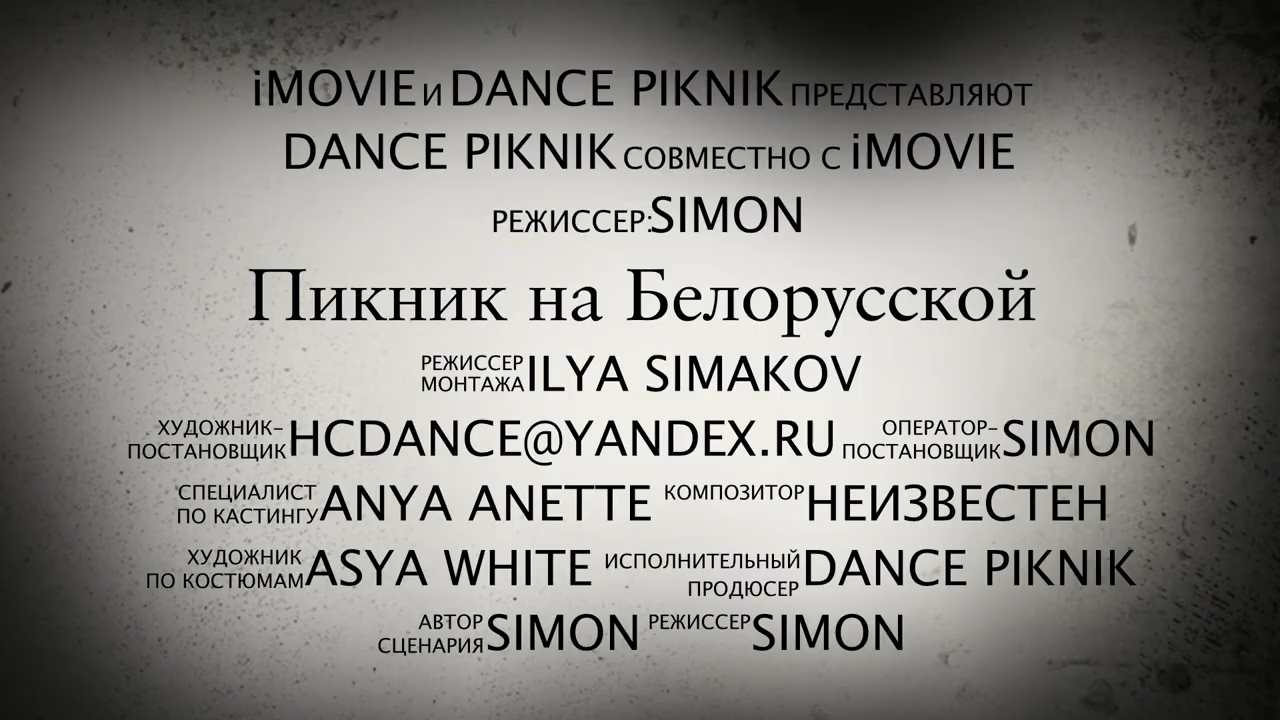 iMOVIE И DANCE PIKNIK ПРЕДСТАВЛЯЮТ
DANCE PIKNIK СОВМЕСТНО С iMOVIE
РЕЖИССЕР:SIMON
Пикник на Белорусской
РЕЖИССЕР МОНТАЖА ILYA SIMAKOV
ХУДОЖНИК-ПОСТАНОВЩИК HCDANCE@YANDEX.RU ОПЕРАТОР-ПОСТАНОВЩИК SIMON
СПЕЦИАЛИСТ ПО КАСТИНГУ ANYA ANETTE КОМПОЗИТОР НЕИЗВЕСТЕН
ХУДОЖНИК ПО КОСТЮМАМ ASYA WHITE ИСПОЛНИТЕЛЬНЫЙ ПРОДЮСЕР DANCE PIKNIK
АВТОР СЦЕНАРИЯ SIMON РЕЖИССЕР SIMON